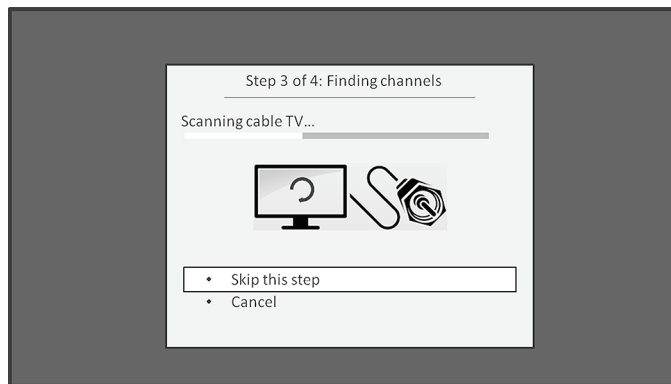 Step 3 of 4: Finding channels
Scanning cable TV...
Skip this step
Cancel